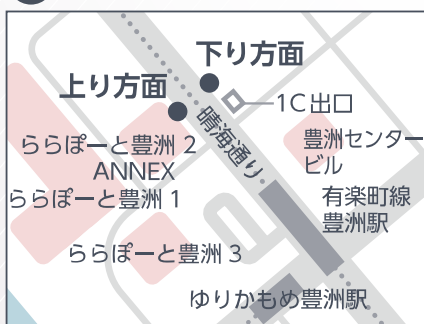 下り方面
上り方面
1C出口
晴海通り
豊洲センター
ビル
ららぽーと豊洲 2
ANNEX
ららぽーと豊洲 1
有楽町線
豊洲駅
ららぽーと豊洲 3
ゆりかもめ豊洲駅